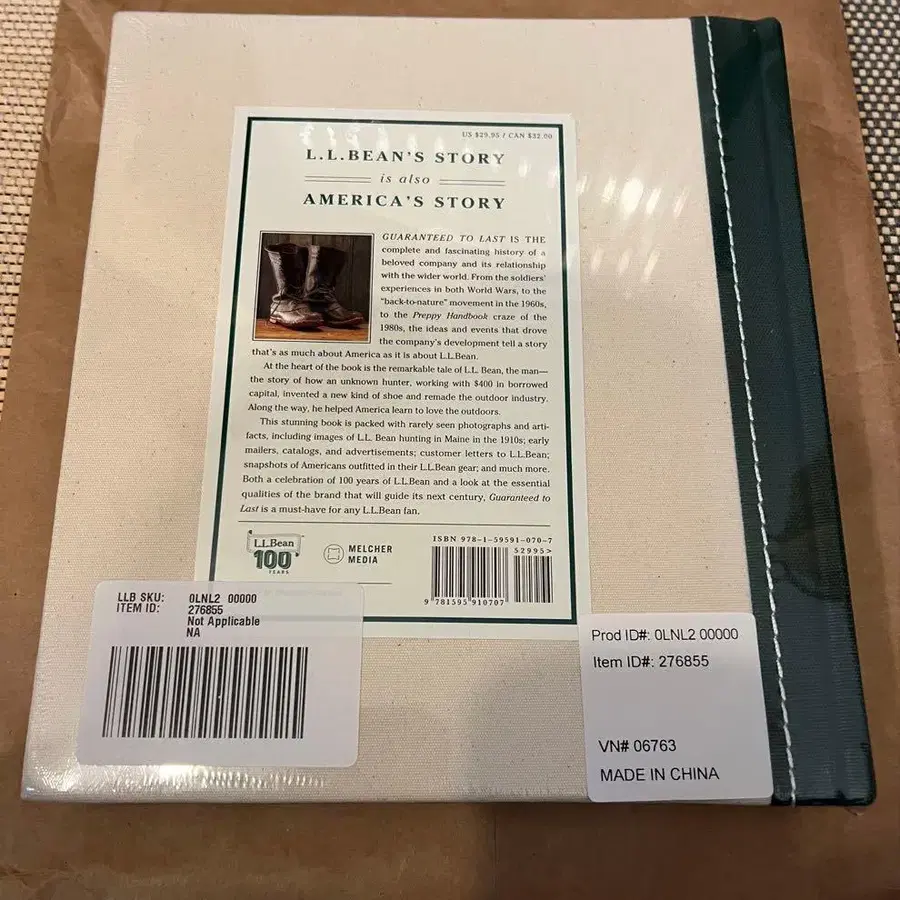 US $29.95 / CAN $32.00
L.L.BEAN'S STORY
is also
AMERICA'S STORY
GUARANTEED TO LAST IS THE
complete and fascinating history of a
beloved company and its relationship
with the wider world. From the soldiers'
experiences in both World Wars, to the
"back-to-nature" movement in the 1960s,
to the Preppy Handbook craze of the
1980s, the ideas and events that drove
the company's development tell a story
that's as much about America as it is about L.L.Bean.
At the heart of the book is the remarkable tale of L.L. Bean, the man—
the story of how an unknown hunter, working with $400 in borrowed
capital, invented a new kind of shoe and remade the outdoor industry.
Along the way, he helped America learn to love the outdoors.
This stunning book is packed with rarely seen photographs and arti-
facts, including images of L.L. Bean hunting in Maine in the 1910s; early
mailers, catalogs, and advertisements; customer letters to L.L.Bean;
snapshots of Americans outfitted in their L.L.Bean gear; and much more.
Both a celebration of 100 years of L.L.Bean and a look at the essential
qualities of the brand that will guide its next century, Guaranteed to
Last is a must-have for any L.L.Bean fan.
L.L.Bean
100
YEARS
MELCHER
MEDIA
ISBN 978-1-59591-070-7
52995>
9 781595 910707
LLB SKU: 0LNL2 00000
ITEM ID: 276855
Not Applicable
NA
Prod ID#: 0LNL2 00000
Item ID#: 276855
VN# 06763
MADE IN CHINA